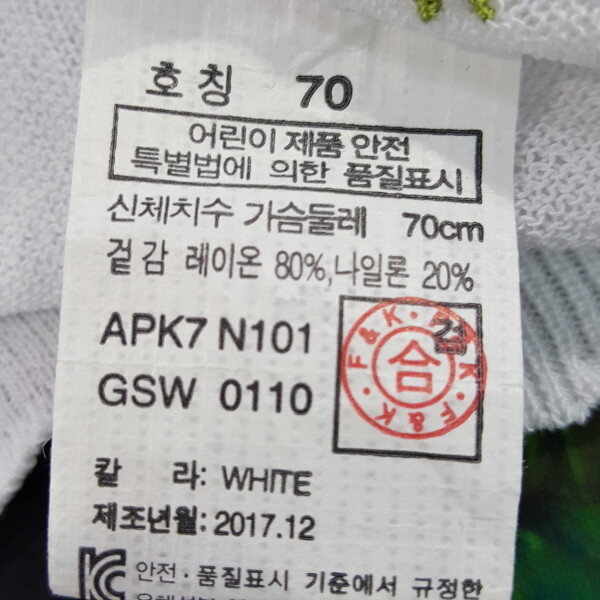 호칭 70
어린이 제품 안전
특별법에 의한 품질표시
신체치수 가슴둘레 70cm
겉감 레이온 80%, 나일론 20%
APK7 N101
GSW 0110
검
合
F&K·F&K·F&K·
칼 라: WHITE
제조년월: 2017.12
KC 안전·품질표시 기준에서 규정한